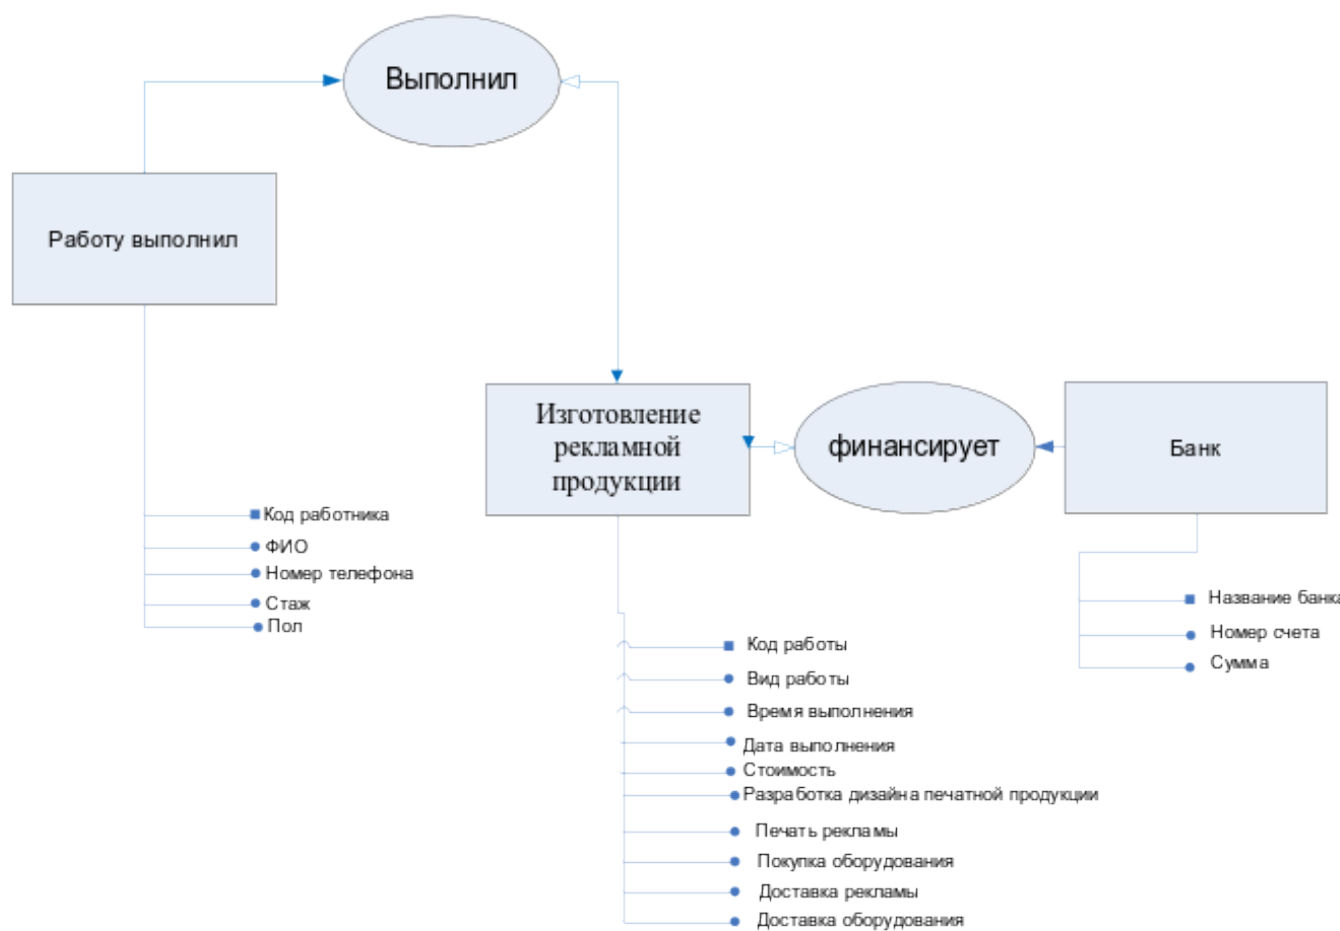 Выполнил
Работу выполнил
Изготовление
рекламной
продукции
финансирует
Банк
Код работника
ФИО
Номер телефона
Стаж
Пол
Код работы
Вид работы
Время выполнения
Дата выполнения
Стоимость
Разработка дизайна печатной продукции
Печать рекламы
Покупка оборудования
Доставка рекламы
Доставка оборудования
Название банка
Номер счета
Сумма